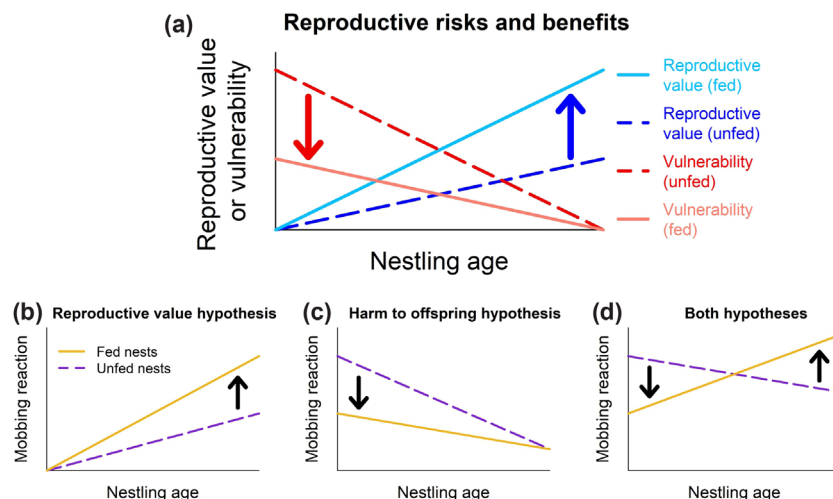 (a) Reproductive risks and benefits
Reproductive value
or vulnerability
Nestling age
Reproductive
value (fed)
Reproductive
value (unfed)
Vulnerability
(unfed)
Vulnerability
(fed)
(b) Reproductive value hypothesis
Mobbing reaction
Fed nests
Unfed nests
Nestling age
(c) Harm to offspring hypothesis
Mobbing reaction
Nestling age
(d) Both hypotheses
Mobbing reaction
Nestling age